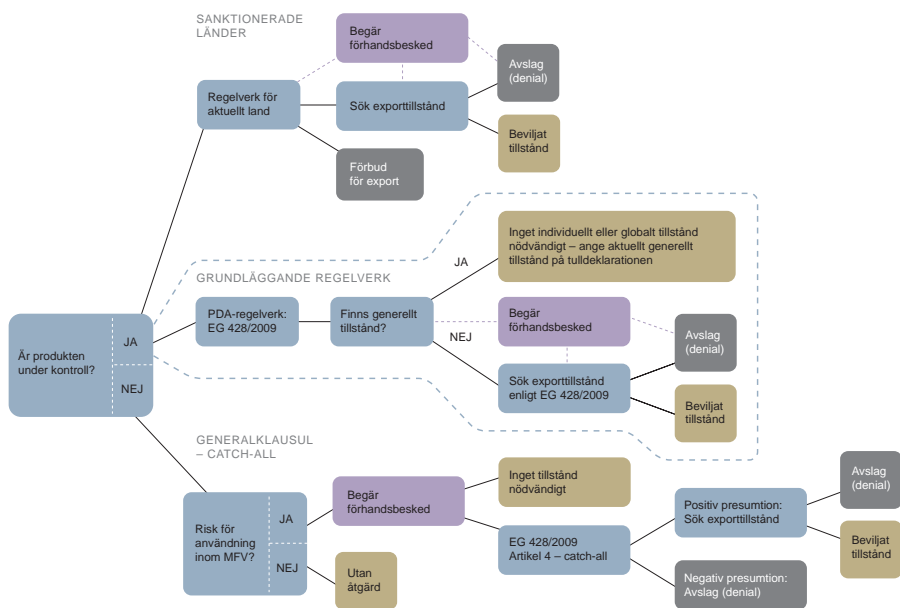 SANKTIONERADE
LÄNDER
Begär
förhandsbesked
Avslag
(denial)
Regelverk för
aktuellt land
Sök exporttillstånd
Beviljat
tillstånd
Förbud
för export
Inget individuellt eller globalt tillstånd
nödvändigt – ange aktuellt generellt
tillstånd på tulldeklarationen
JA
GRUNDLÄGGANDE REGELVERK
PDA-regelverk:
EG 428/2009
Finns generellt
tillstånd?
Begär
förhandsbesked
NEJ
Avslag
(denial)
Är produkten
under kontroll?
JA
NEJ
Sök exporttillstånd
enligt EG 428/2009
Beviljat
tillstånd
GENERALKLAUSUL
– CATCH-ALL
Begär
förhandsbesked
Inget tillstånd
nödvändigt
Avslag
(denial)
Positiv presumtion:
Sök exporttillstånd
Risk för
användning
inom MFV?
JA
NEJ
EG 428/2009
Artikel 4 – catch-all
Beviljat
tillstånd
Utan
åtgärd
Negativ presumtion:
Avslag (denial)